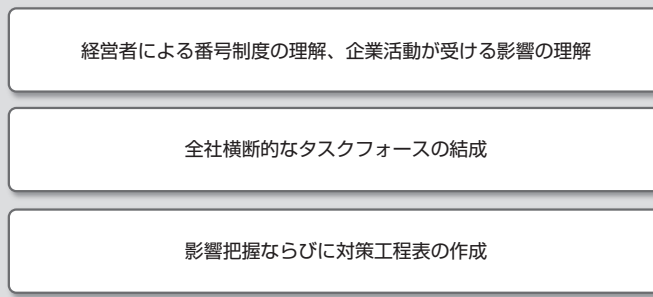 経営者による番号制度の理解、企業活動が受ける影響の理解
全社横断的なタスクフォースの結成
影響把握ならびに対策工程表の作成